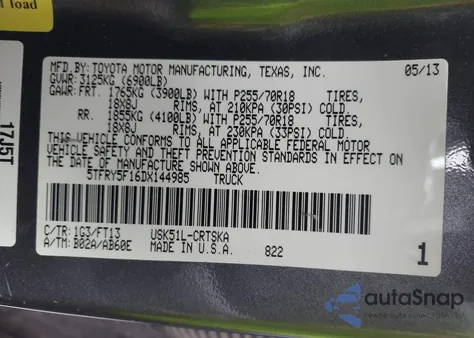 load
17J5T
MFD.BY: TOYOTA MOTOR MANUFACTURING, TEXAS, INC. 05/13
GVWR: 3125KG (6900LB)
GAWR: FRT. 1765KG (3900LB) WITH P255/70R18 TIRES,
18X8J RIMS, AT 210KPA (30PSI) COLD.
RR. 1855KG (4100LB) WITH P255/70R18 TIRES,
18X8J RIMS, AT 230KPA (33PSI) COLD.
THIS VEHICLE CONFORMS TO ALL APPLICABLE FEDERAL MOTOR
VEHICLE SAFETY AND THEFT PREVENTION STANDARDS IN EFFECT
ON THE DATE OF MANUFACTURE SHOWN ABOVE.
5TFRY5F16DX144985 TRUCK
C/TR: 1G3/FT13 USK51L-CRTSKA
A/TM: B02A/AB60E MADE IN U.S.A. 822 1
autoSnap